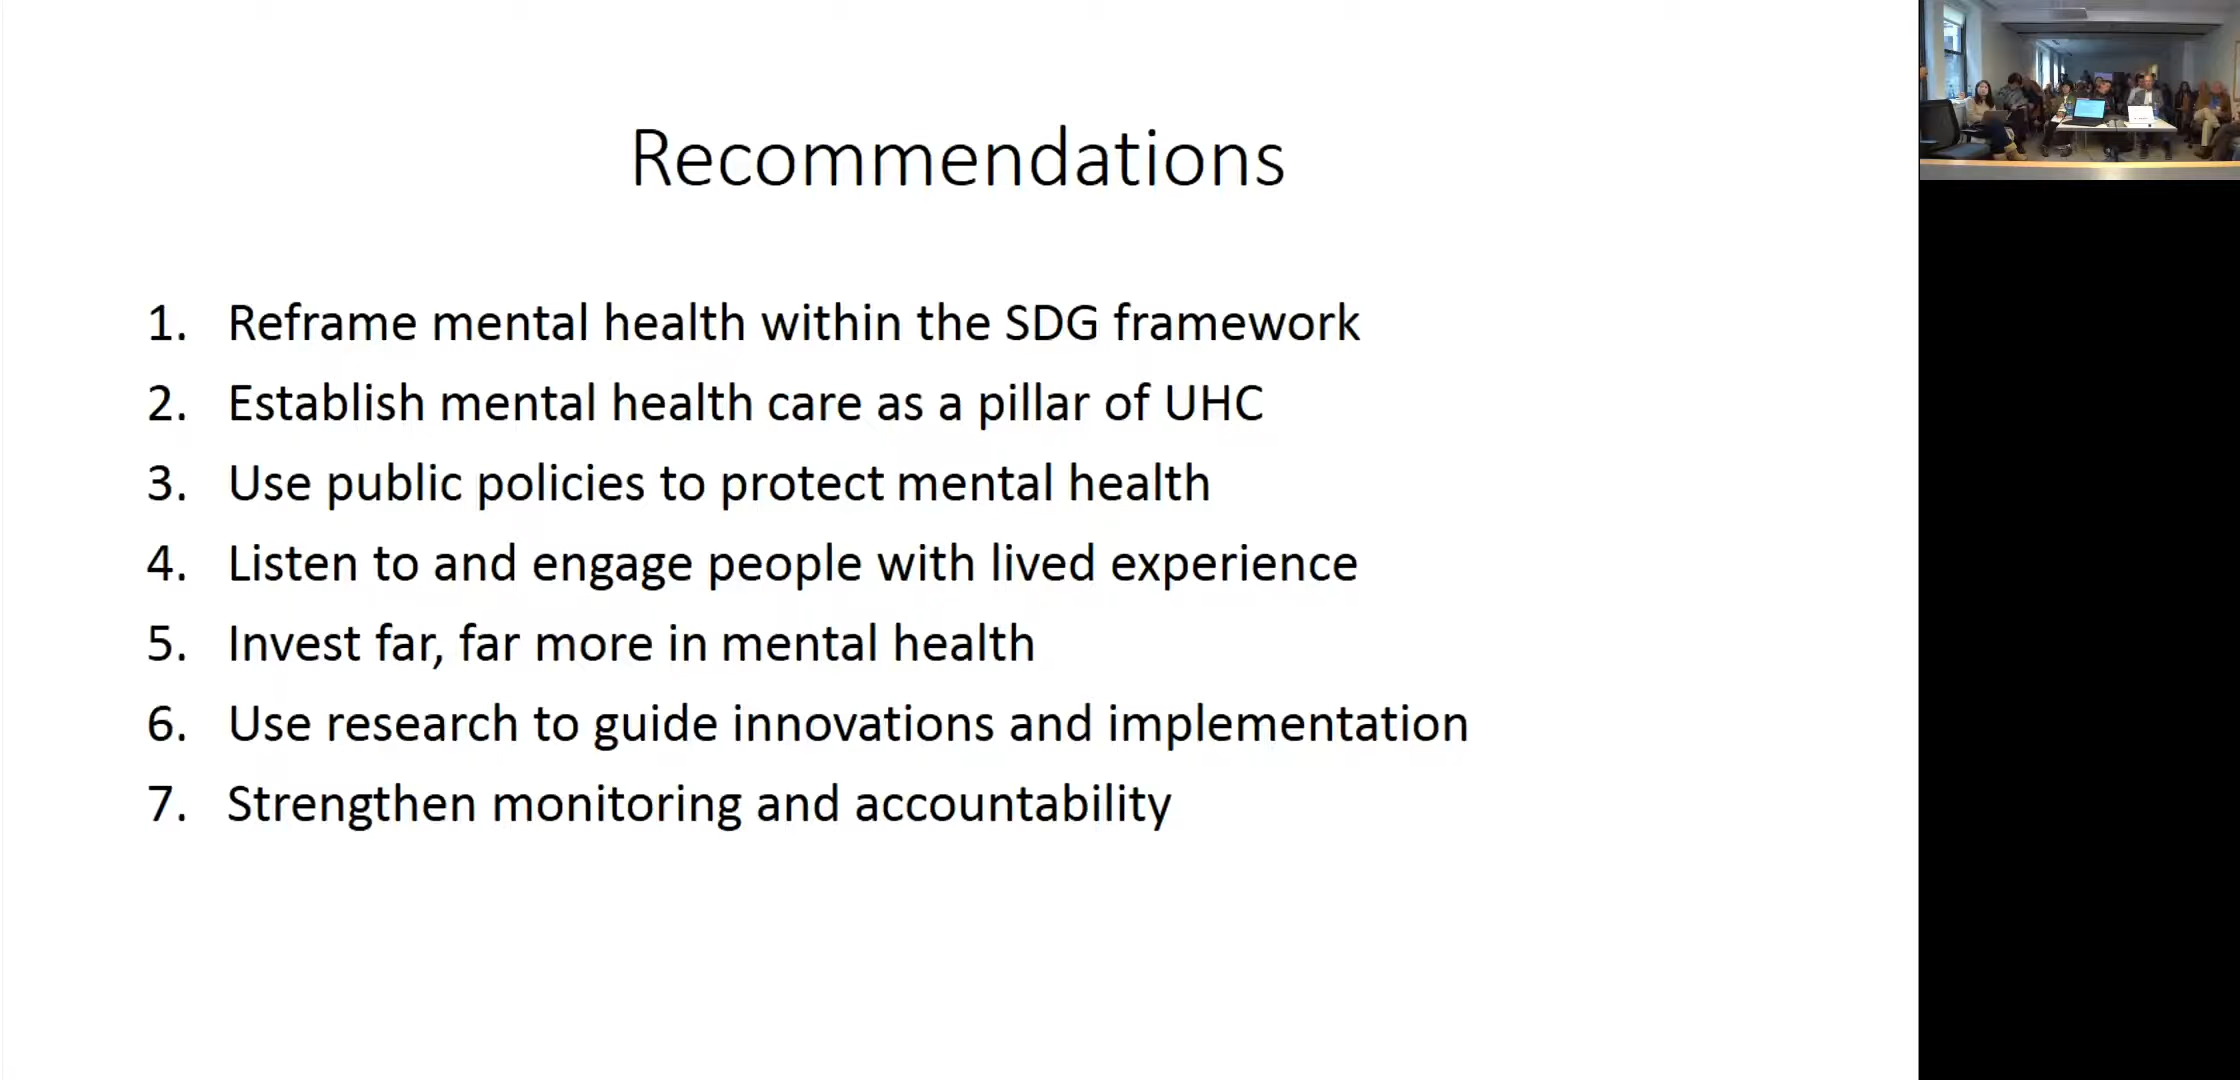 Recommendations
1. Reframe mental health within the SDG framework
2. Establish mental health care as a pillar of UHC
3. Use public policies to protect mental health
4. Listen to and engage people with lived experience
5. Invest far, far more in mental health
6. Use research to guide innovations and implementation
7. Strengthen monitoring and accountability